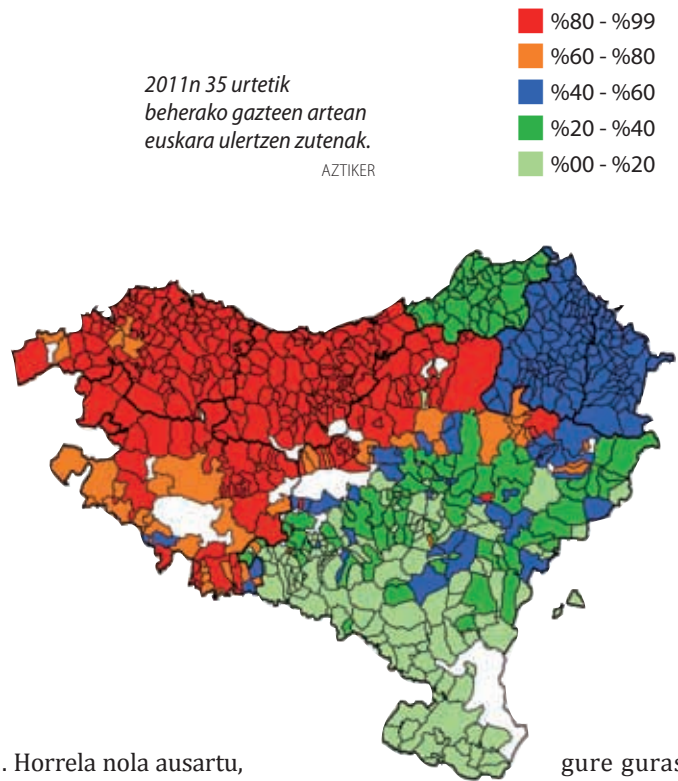 %80 - %99
%60 - %80
%40 - %60
%20 - %40
%00 - %20
2011n 35 urtetik
beherako gazteen artean
euskara ulertzen zutenak.
AZTIKER
. Horrela nola ausartu,
gure guras